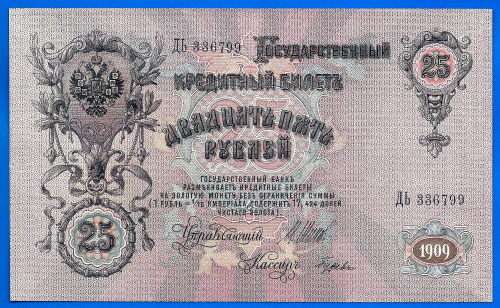 ДЬ 336799
Государственный
Кредитный Билетъ
25
Двадцать пять
Рублей
Государственный Банкъ
размѣниваетъ кредитные билеты
на золотую монету безъ ограниченія суммы
(1 рубль = 1/15 имперіала, содержитъ 17,424 долей
чистаго золота).
ДЬ 336799
25
Управляющій
1909
Кассиръ